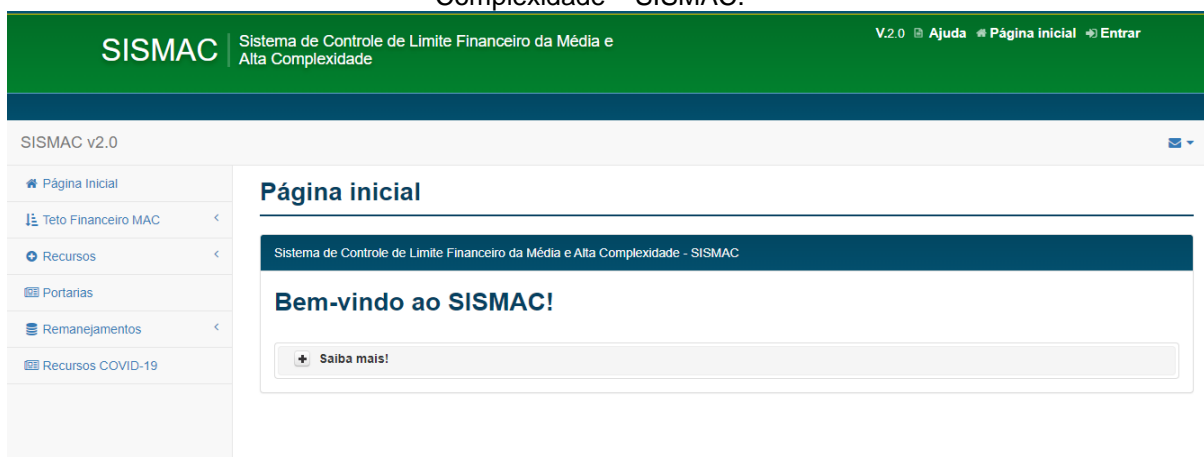 Complexidade – SISMAC.
SISMAC
Sistema de Controle de Limite Financeiro da Média e
Alta Complexidade
V.2.0 Ajuda Página inicial Entrar
SISMAC v2.0
Página Inicial
Teto Financeiro MAC
Recursos
Portarias
Remanejamentos
Recursos COVID-19
Página inicial
Sistema de Controle de Limite Financeiro da Média e Alta Complexidade - SISMAC
Bem-vindo ao SISMAC!
Saiba mais!